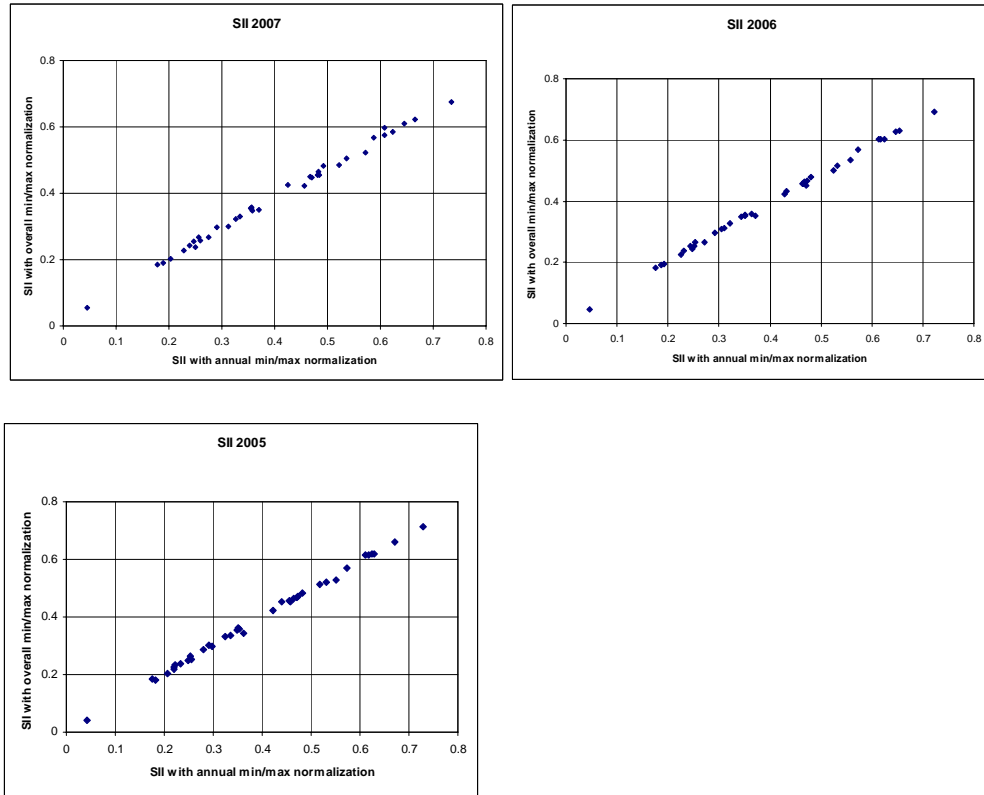 SII 2007
SII with overall min/max normalization
0.8
0.6
0.4
0.2
0
0 0.1 0.2 0.3 0.4 0.5 0.6 0.7 0.8
SII with annual min/max normalization
SII 2006
SII with overall min/max normalization
0.8
0.6
0.4
0.2
0
0 0.1 0.2 0.3 0.4 0.5 0.6 0.7 0.8
SII with annual min/max normalization
SII 2005
SII with overall min/max normalization
0.8
0.6
0.4
0.2
0
0 0.1 0.2 0.3 0.4 0.5 0.6 0.7 0.8
SII with annual min/max normalization